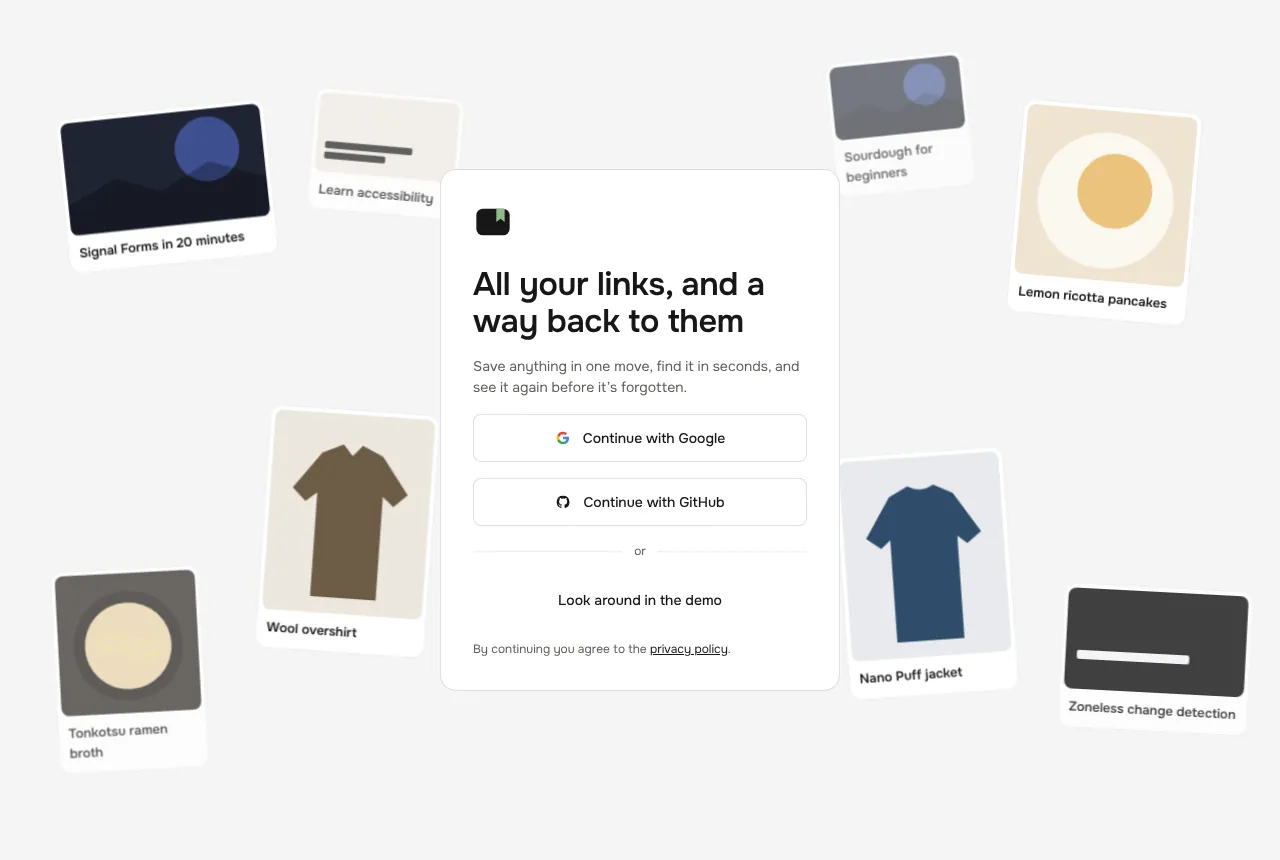 Signal Forms in 20 minutes
Learn accessibility
Sourdough for
beginners
Lemon ricotta pancakes
All your links, and a
way back to them
Save anything in one move, find it in seconds, and
see it again before it’s forgotten.
Continue with Google
Continue with GitHub
or
Look around in the demo
By continuing you agree to the privacy policy.
Wool overshirt
Nano Puff jacket
Tonkotsu ramen
broth
Zoneless change detection